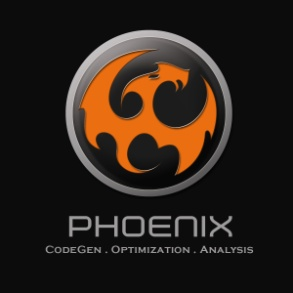 PHOENIX
CODEGEN . OPTIMIZATION . ANALYSIS